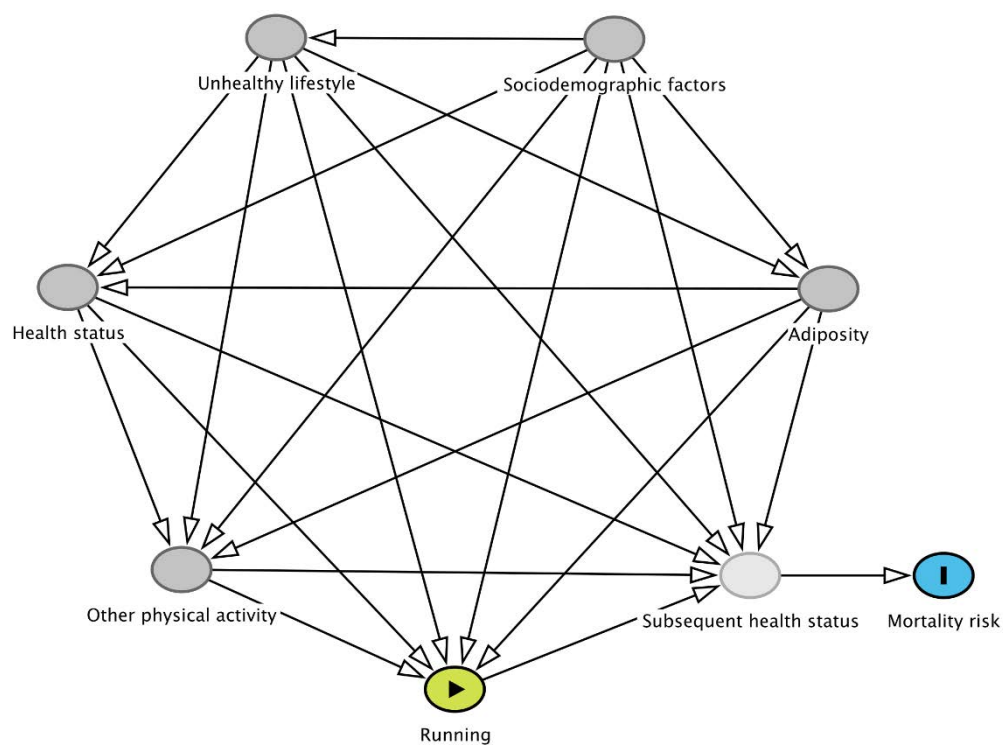 Unhealthy lifestyle
Sociodemographic factors
Health status
Adiposity
Other physical activity
Subsequent health status
Mortality risk
Running